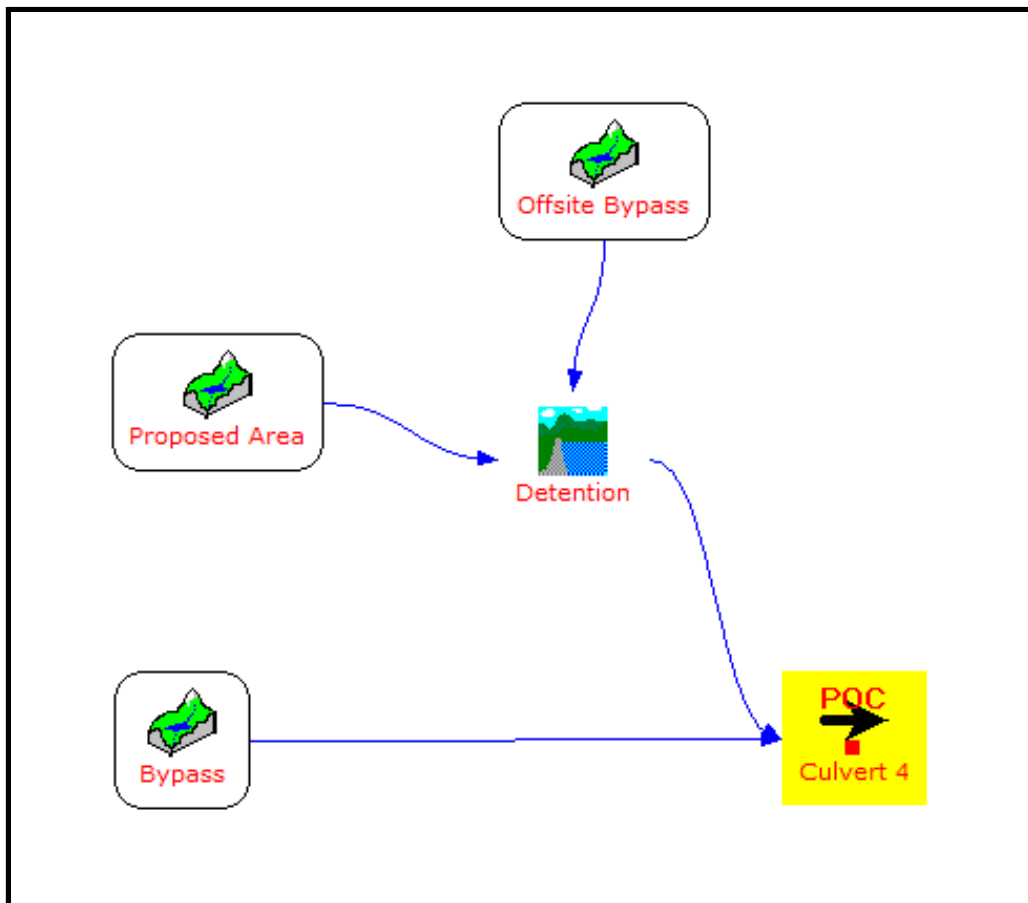 Offsite Bypass
Proposed Area
Detention
Bypass
POC
Culvert 4